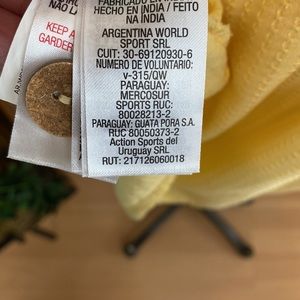 NÃO L
KEEP A
GARDE
FABRICADO EN
HECHO EN INDIA / FEITO
NA ÍNDIA
ARGENTINA WORLD
SPORT SRL
CUIT: 30-69120930-6
NUMERO DE VOLUNTARIO:
v-315/QW
PARAGUAY:
MERCOSUR
SPORTS RUC:
80028213-2
PARAGUAY: GUATA PORA S.A.
RUC 80050373-2
Action Sports del
Uruguay SRL
RUT: 217126060018